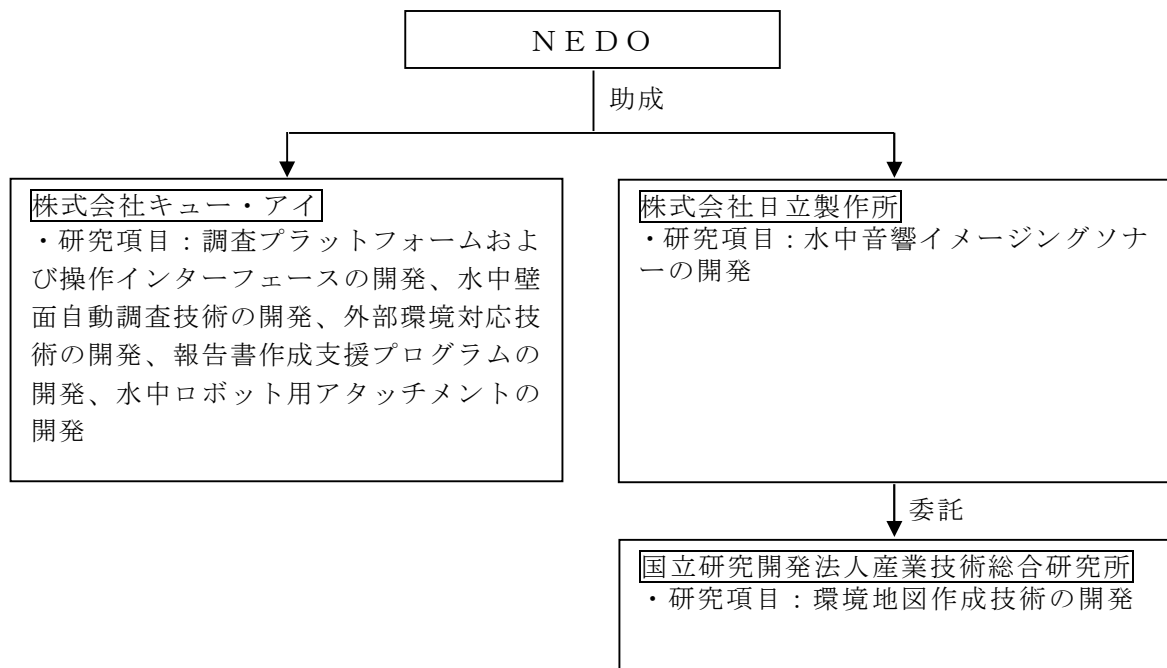 NEDO
助成
株式会社キュー・アイ
・研究項目：調査プラットフォームおよ
び操作インターフェースの開発、水中壁
面自動調査技術の開発、外部環境対応技
術の開発、報告書作成支援プログラムの
開発、水中ロボット用アタッチメントの
開発
株式会社日立製作所
・研究項目：水中音響イメージングソナ
ーの開発
委託
国立研究開発法人産業技術総合研究所
・研究項目：環境地図作成技術の開発